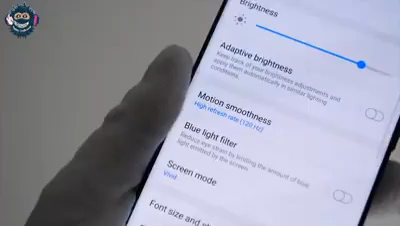 Brightness
Adaptive brightness
Keep track of your brightness adjustments and
apply them automatically in similar lighting
conditions.
Motion smoothness
High refresh rate (120 Hz)
Blue light filter
Reduce eye strain by limiting the amount of blue
light emitted by the screen.
Screen mode
Vivid
Font size and